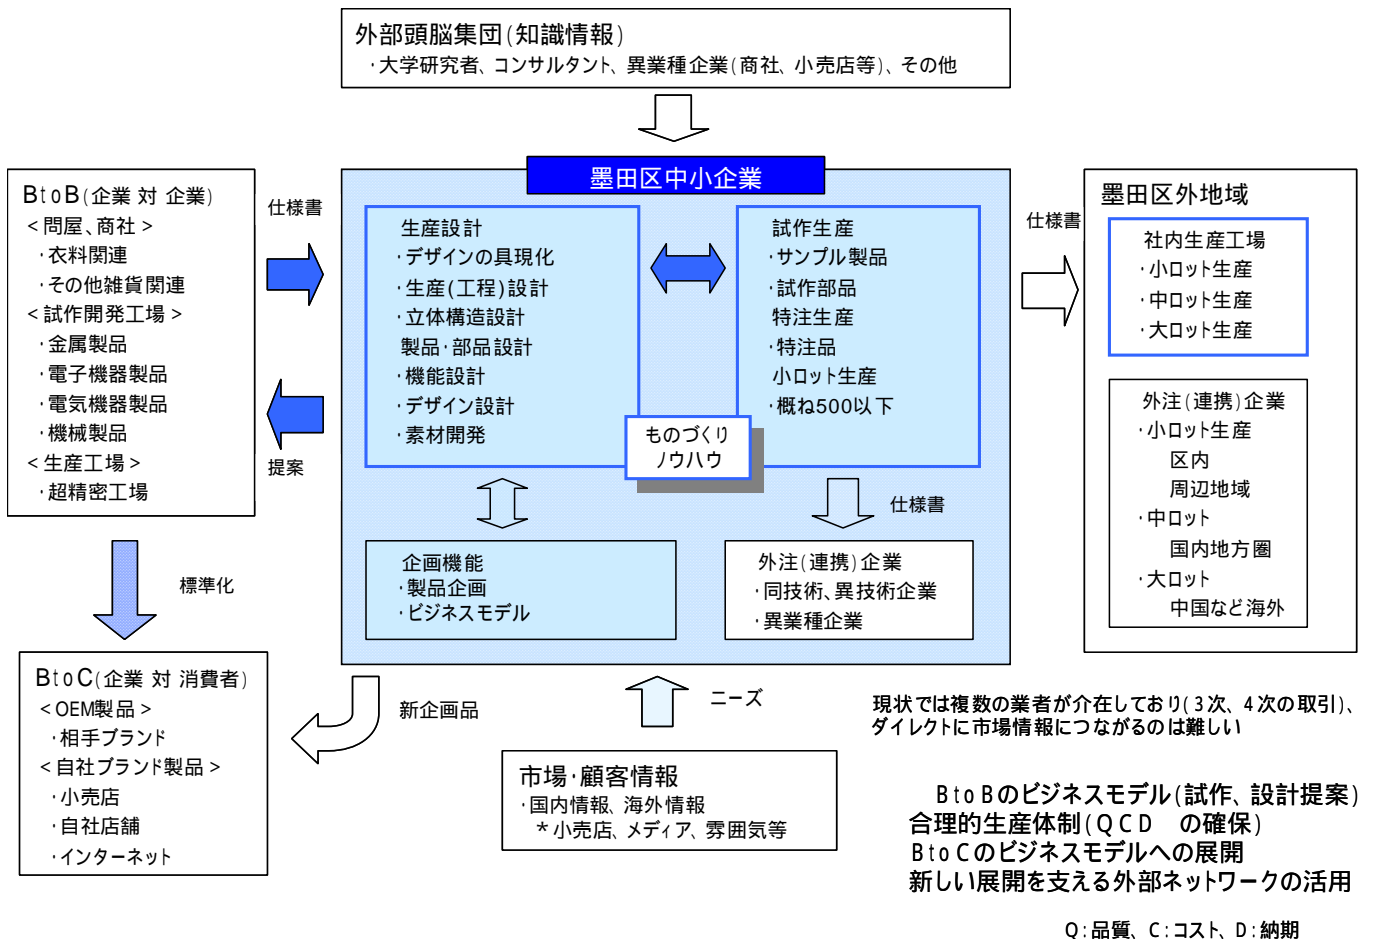 外部頭脳集団(知識情報)
･大学研究者、コンサルタント、異業種企業(商社、小売店等)、その他
墨田区中小企業
BtoB(企業 対 企業)
＜問屋、商社＞
･衣料関連
･その他雑貨関連
＜試作開発工場＞
･金属製品
･電子機器製品
･電気機器製品
･機械製品
＜生産工場＞
･超精密工場
仕様書
提案
生産設計
･デザインの具現化
･生産(工程)設計
･立体構造設計
製品･部品設計
･機能設計
･デザイン設計
･素材開発
試作生産
･サンプル製品
･試作部品
特注生産
･特注品
小ロット生産
･概ね500以下
ものづくり
ノウハウ
仕様書
墨田区外地域
社内生産工場
･小ロット生産
･中ロット生産
･大ロット生産
外注(連携)企業
･小ロット生産
区内
周辺地域
･中ロット
国内地方圏
･大ロット
中国など海外
仕様書
企画機能
･製品企画
･ビジネスモデル
外注(連携)企業
･同技術、異技術企業
･異業種企業
標準化
BtoC(企業 対 消費者)
＜OEM製品＞
･相手ブランド
＜自社ブランド製品＞
･小売店
･自社店舗
･インターネット
新企画品
ニーズ
市場･顧客情報
･国内情報、海外情報
＊小売店、メディア、雰囲気等
現状では複数の業者が介在しており(3次、4次の取引)、
ダイレクトに市場情報につながるのは難しい
BtoBのビジネスモデル(試作、設計提案)
合理的生産体制(QCD　の確保)
BtoCのビジネスモデルへの展開
新しい展開を支える外部ネットワークの活用
Q:品質、C:コスト、D:納期